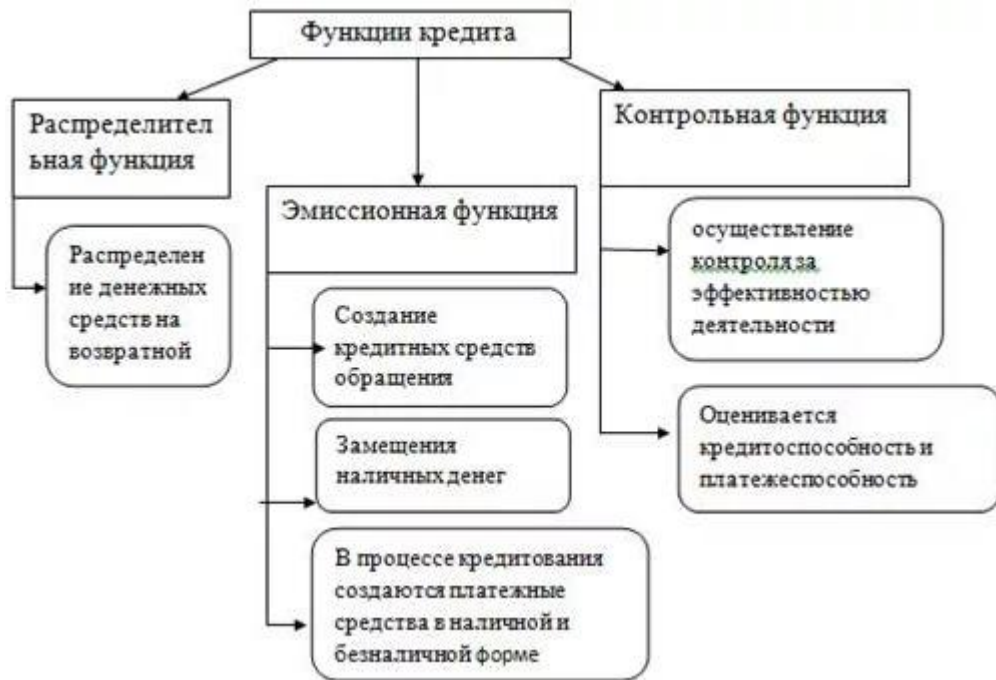 Функции кредита
Распределител
ьная функция
Распределен
ие денежных
средств на
возвратной
Эмиссионная функция
Создание
кредитных средств
обращения
Замещения
наличных денег
В процессе кредитования
создаются платежные
средства в наличной и
безналичной форме
Контрольная функция
осуществление
контроля за
эффективностью
деятельности
Оценивается
кредитоспособность и
платежеспособность